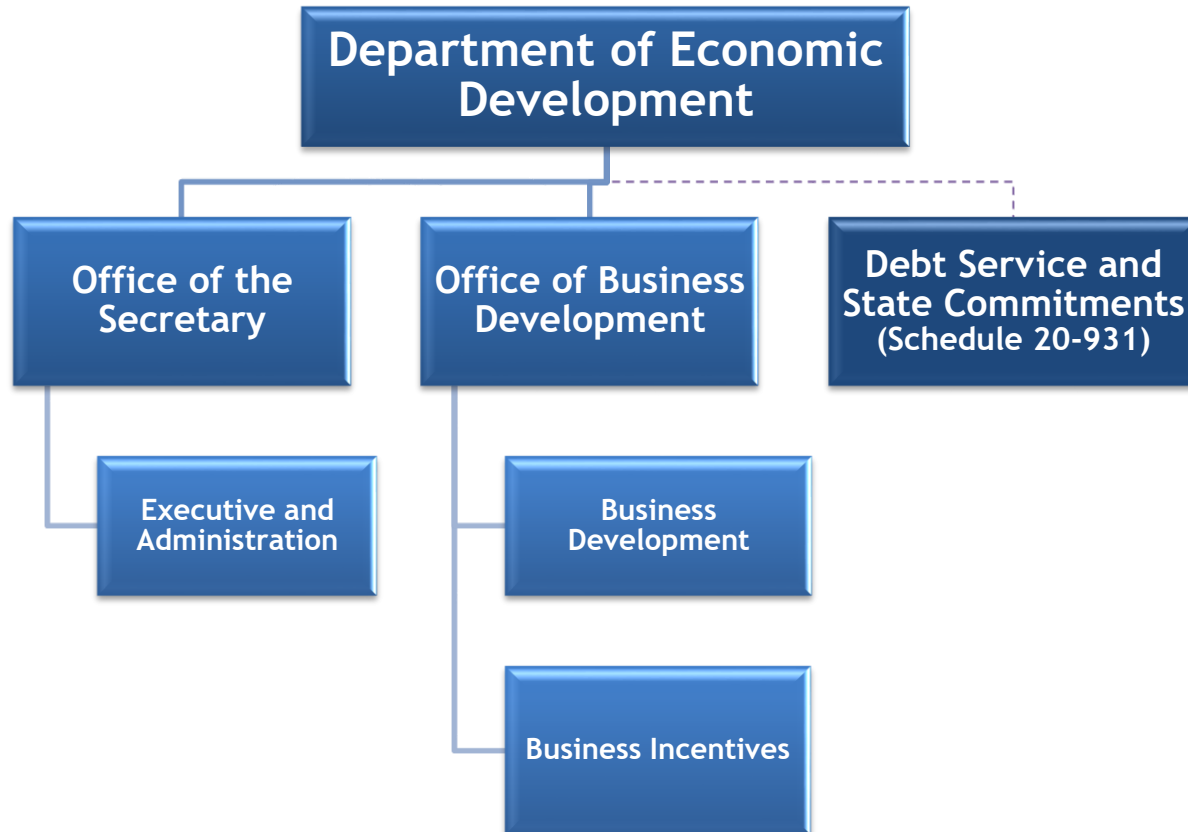 Department of Economic
Development
Office of the
Secretary
Office of Business
Development
Debt Service and
State Commitments
(Schedule 20-931)
Executive and
Administration
Business
Development
Business Incentives